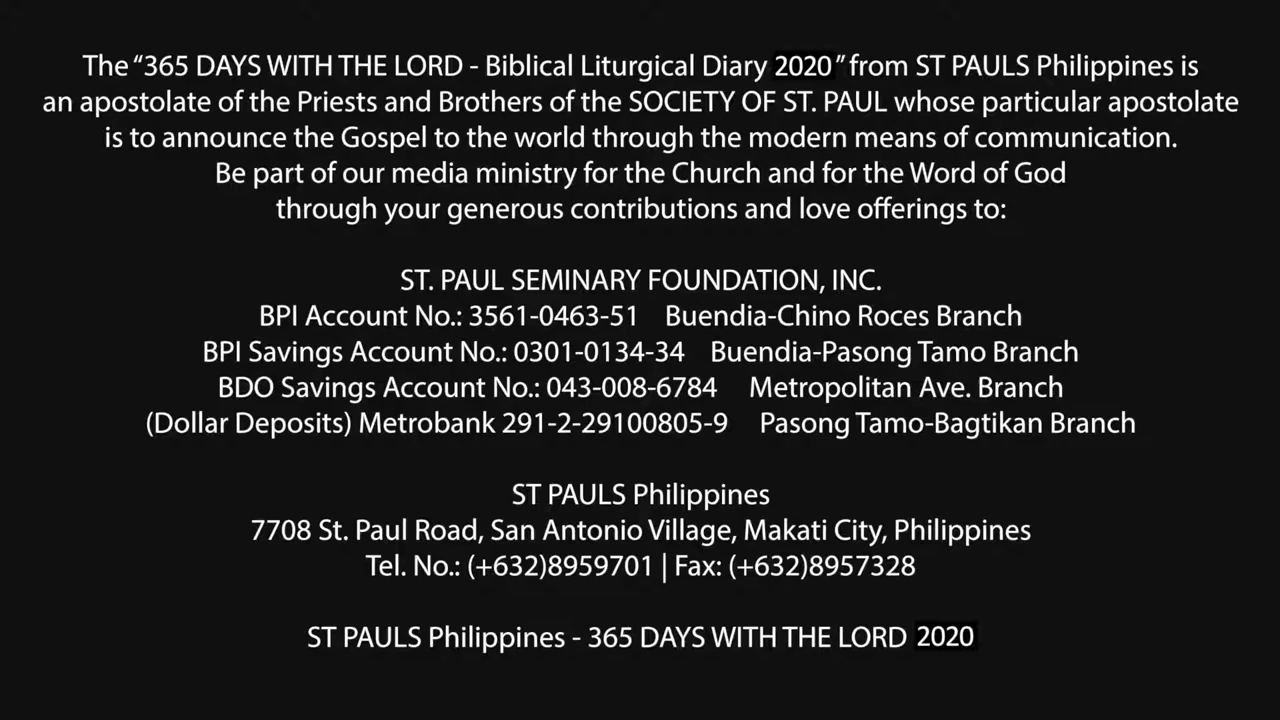 The “365 DAYS WITH THE LORD - Biblical Liturgical Diary 2020” from ST PAULS Philippines is
an apostolate of the Priests and Brothers of the SOCIETY OF ST. PAUL whose particular apostolate
is to announce the Gospel to the world through the modern means of communication.
Be part of our media ministry for the Church and for the Word of God
through your generous contributions and love offerings to:
ST. PAUL SEMINARY FOUNDATION, INC.
BPI Account No.: 3561-0463-51 Buendia-Chino Roces Branch
BPI Savings Account No.: 0301-0134-34 Buendia-Pasong Tamo Branch
BDO Savings Account No.: 043-008-6784 Metropolitan Ave. Branch
(Dollar Deposits) Metrobank 291-2-29100805-9 Pasong Tamo-Bagtikan Branch
ST PAULS Philippines
7708 St. Paul Road, San Antonio Village, Makati City, Philippines
Tel. No.: (+632)8959701 | Fax: (+632)8957328
ST PAULS Philippines - 365 DAYS WITH THE LORD 2020